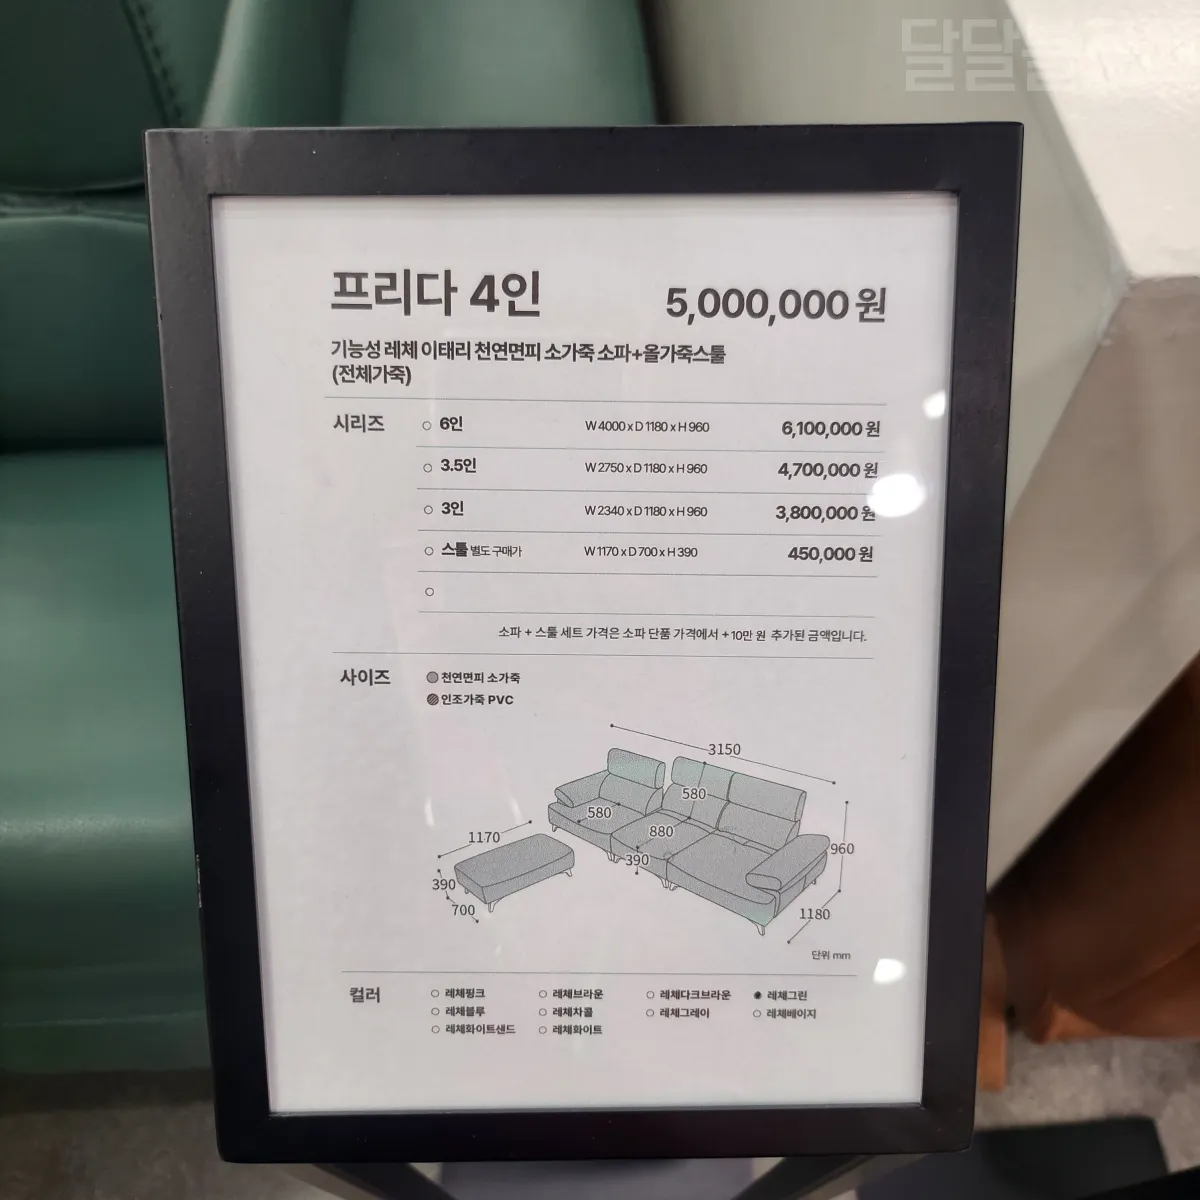 달달
프리다 4인
5,000,000 원
기능성 레체 이태리 천연면피 소가죽 소파+올가죽스툴
(전체가죽)
시리즈
6인 W 4000 x D 1180 x H 960 6,100,000 원
3.5인 W 2750 x D 1180 x H 960 4,700,000 원
3인 W 2340 x D 1180 x H 960 3,800,000 원
스툴 별도 구매가 W 1170 x D 700 x H 390 450,000 원
소파 + 스툴 세트 가격은 소파 단품 가격에서 + 10만 원 추가된 금액입니다.
사이즈
천연면피 소가죽
인조가죽 PVC
3150
580
580
880
1170
390
960
390
700
1180
단위 mm
컬러
레체핑크 레체브라운 레체다크브라운 레체그린
레체블루 레체차콜 레체그레이 레체베이지
레체화이트샌드 레체화이트